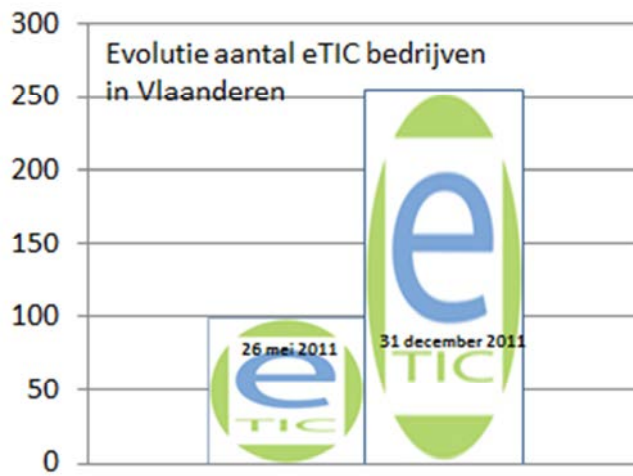 300
Evolutie aantal eTIC bedrijven
in Vlaanderen
250
200
150
100
50
0
26 mei 2011
e
TIC
31 december 2011
e
TIC